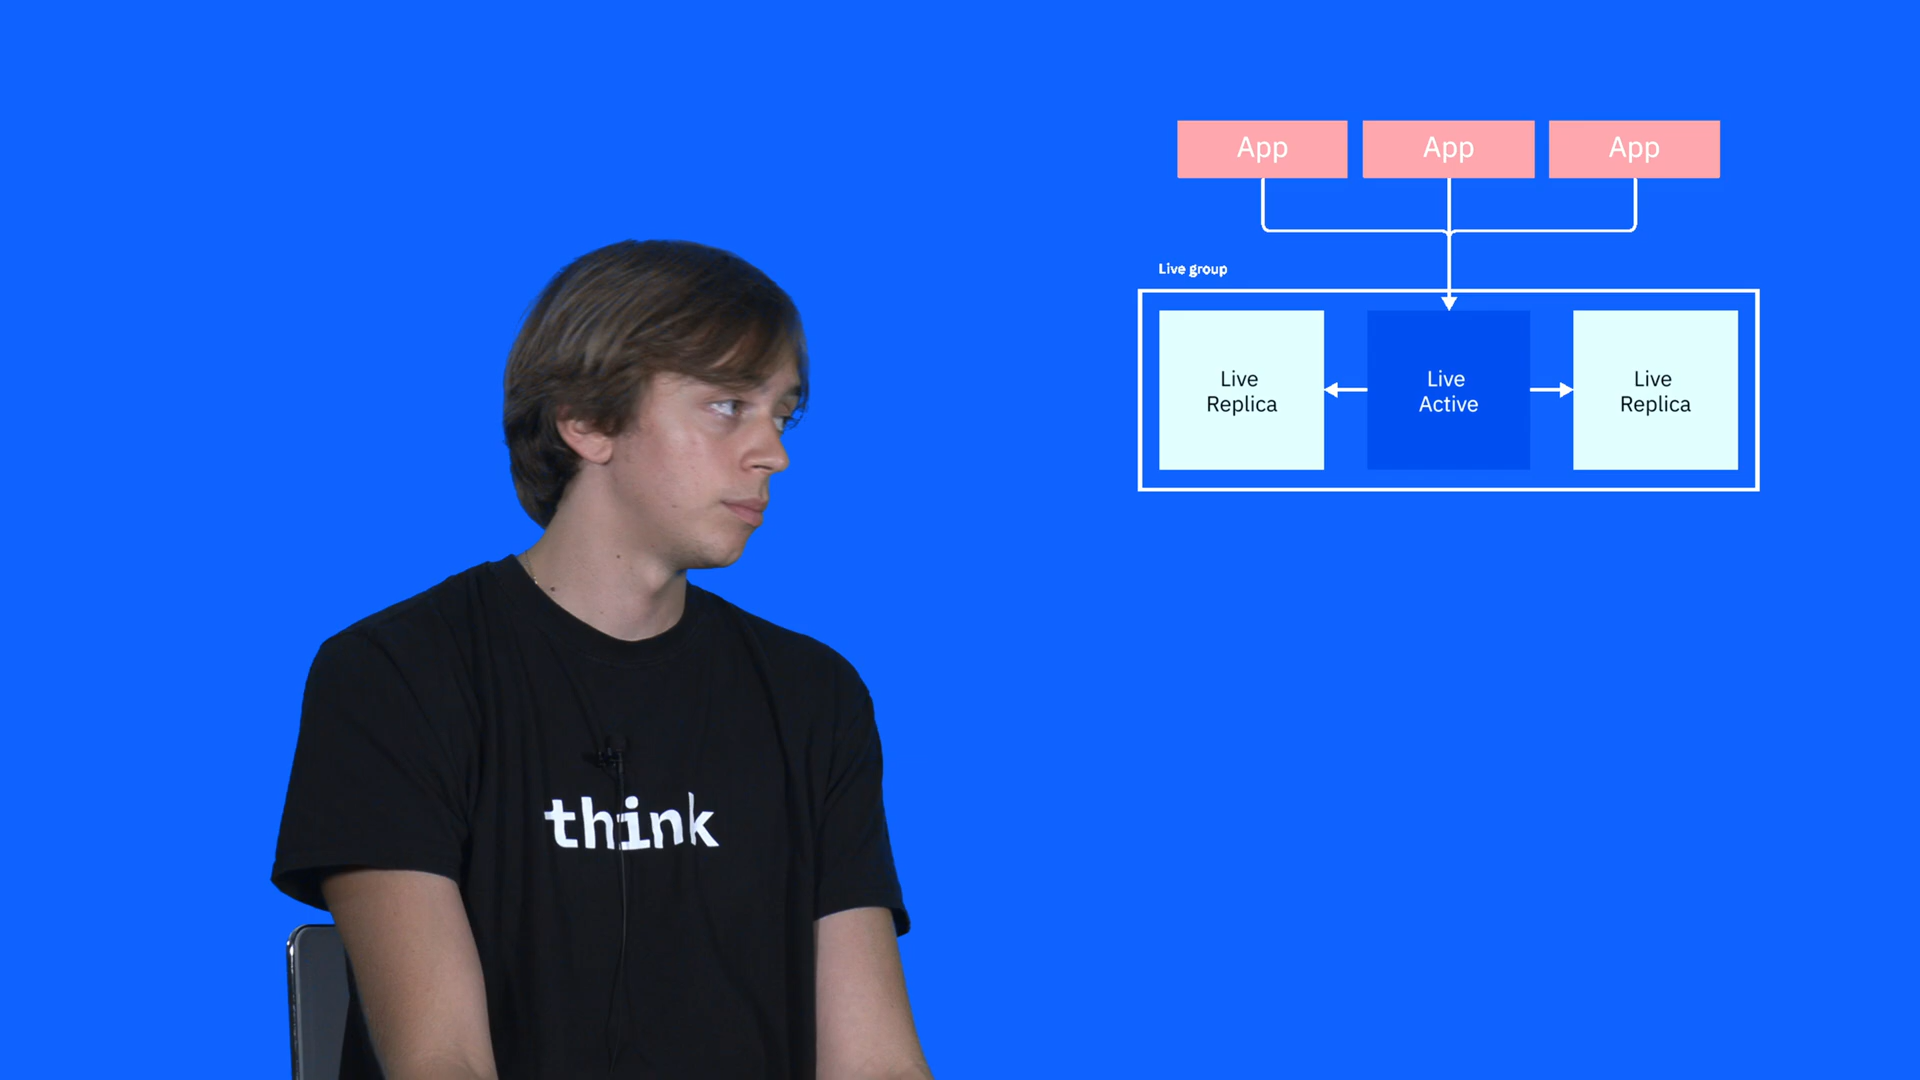 App App App
Live group
Live
Replica
Live
Active
Live
Replica
think